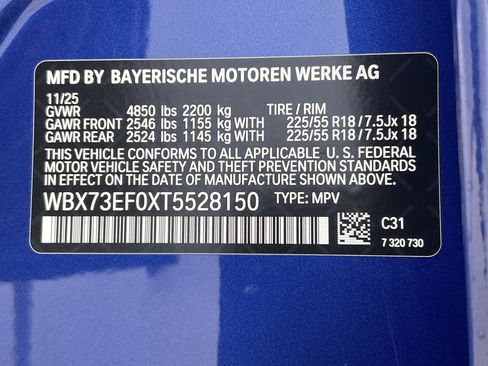 MFD BY BAYERISCHE MOTOREN WERKE AG
11/25
GVWR 4850 lbs 2200 kg TIRE / RIM
GAWR FRONT 2546 lbs 1155 kg WITH 225/55 R18/7.5Jx 18
GAWR REAR 2524 lbs 1145 kg WITH 225/55 R18/7.5Jx 18
THIS VEHICLE CONFORMS TO ALL APPLICABLE U. S. FEDERAL
MOTOR VEHICLE SAFETY AND THEFT PREVENTION STANDARDS
IN EFFECT ON THE DATE OF MANUFACTURE SHOWN ABOVE.
WBX73EF0XT5528150 TYPE: MPV
C31
7 320 730